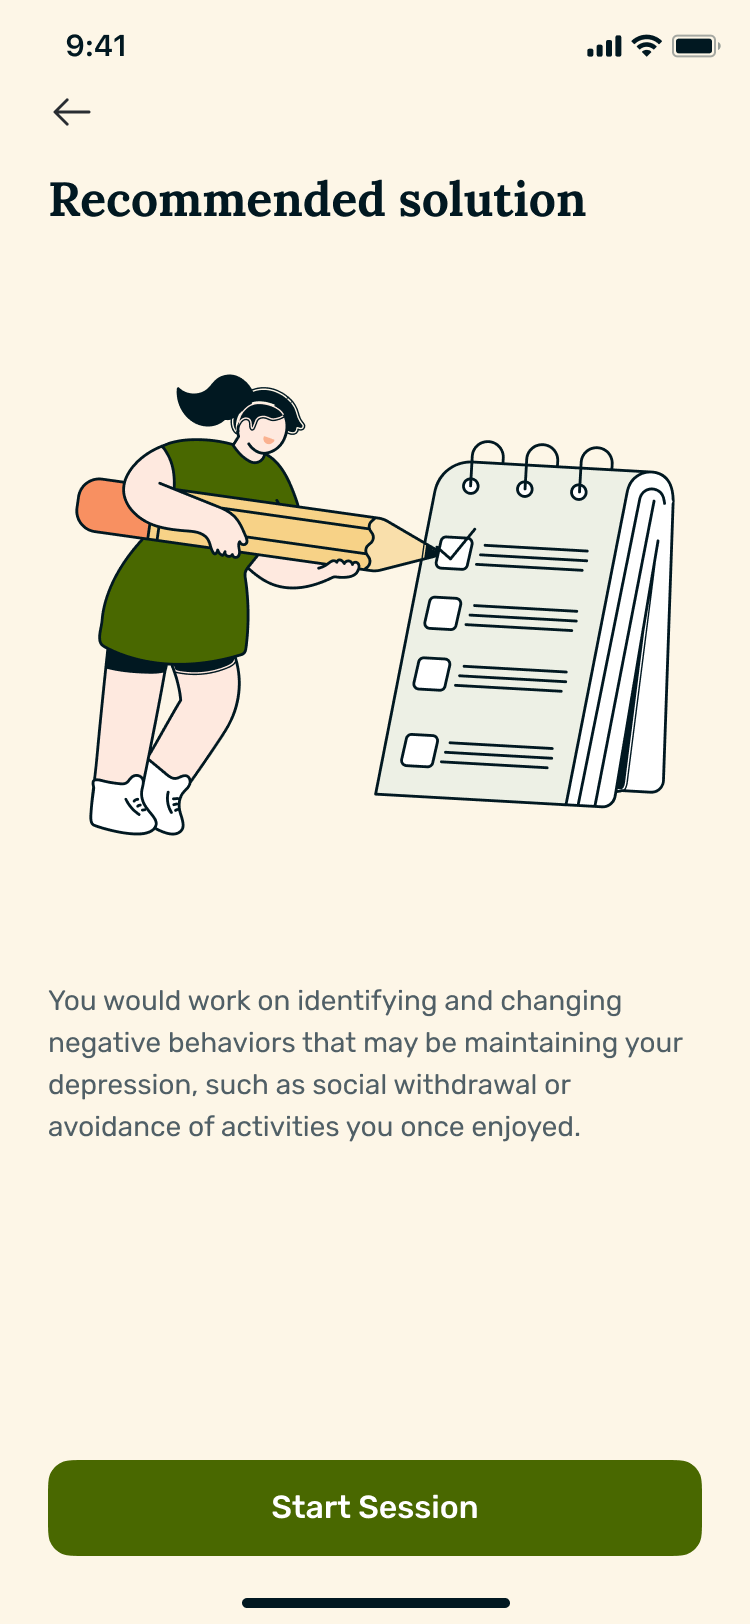 9:41
Recommended solution
You would work on identifying and changing
negative behaviors that may be maintaining your
depression, such as social withdrawal or
avoidance of activities you once enjoyed.
Start Session